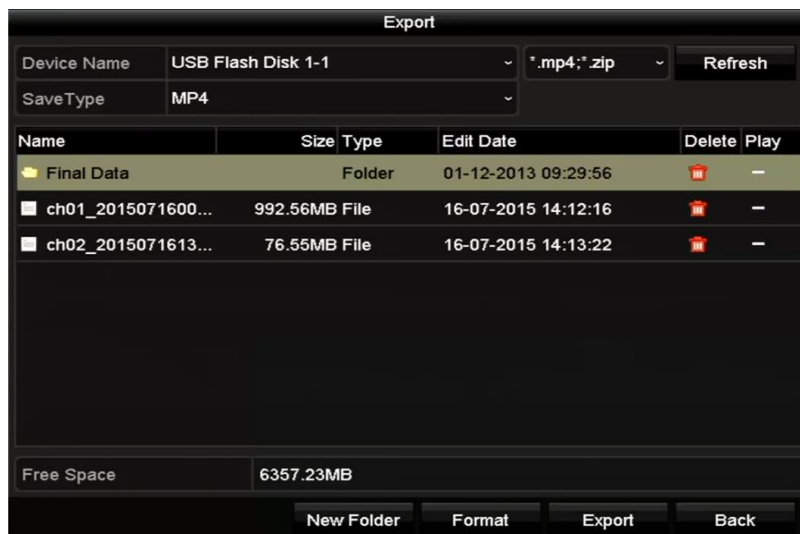 Export
Device Name USB Flash Disk 1-1 *.mp4;*.zip Refresh
SaveType MP4
Name Size Type Edit Date Delete Play
Final Data Folder 01-12-2013 09:29:56
ch01_2015071600... 992.56MB File 16-07-2015 14:12:16
ch02_2015071613... 76.55MB File 16-07-2015 14:13:22
Free Space 6357.23MB
New Folder Format Export Back